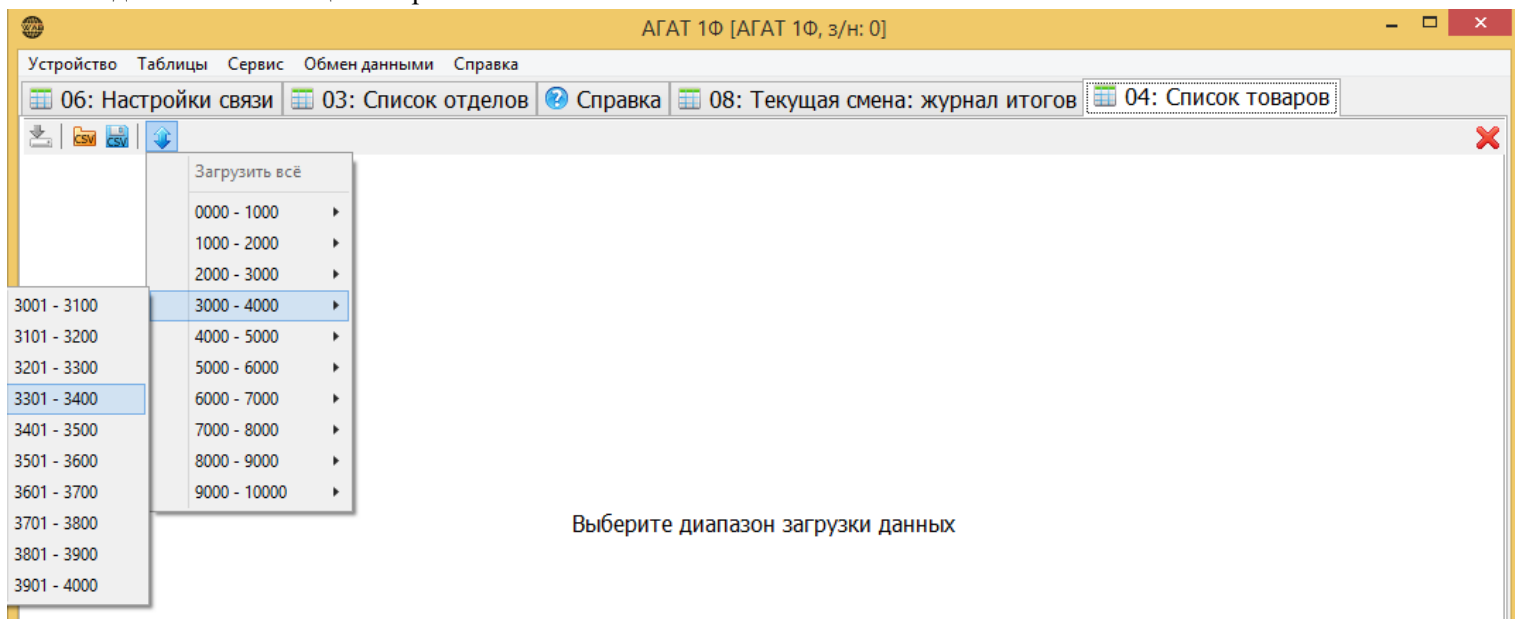 АГАТ 1Ф [АГАТ 1Ф, з/н: 0]
Устройство Таблицы Сервис Обмен данными Справка
06: Настройки связи 03: Список отделов Справка 08: Текущая смена: журнал итогов 04: Список товаров
CSV CSV
Загрузить всё
0000 - 1000
1000 - 2000
2000 - 3000
3000 - 4000
4000 - 5000
5000 - 6000
6000 - 7000
7000 - 8000
8000 - 9000
9000 - 10000
3001 - 3100
3101 - 3200
3201 - 3300
3301 - 3400
3401 - 3500
3501 - 3600
3601 - 3700
3701 - 3800
3801 - 3900
3901 - 4000
Выберите диапазон загрузки данных